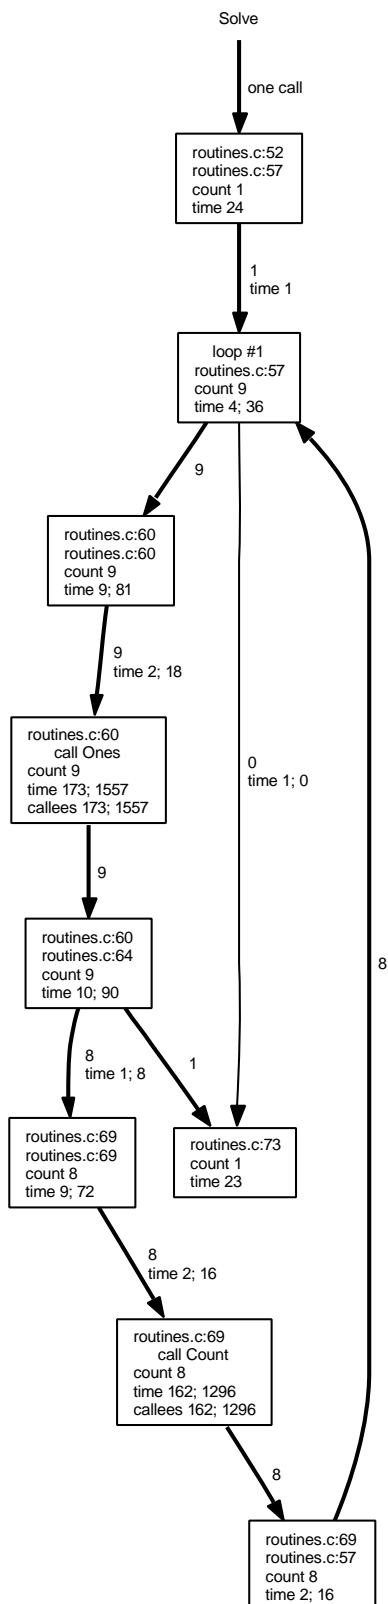 Solve
one call
routines.c:52
routines.c:57
count 1
time 24
1
time 1
loop #1
routines.c:57
count 9
time 4; 36
9
routines.c:60
routines.c:60
count 9
time 9; 81
9
time 2; 18
routines.c:60
call Ones
count 9
time 173; 1557
callees 173; 1557
0
time 1; 0
9
routines.c:60
routines.c:64
count 9
time 10; 90
8
8
time 1; 8
1
routines.c:69
routines.c:69
count 8
time 9; 72
routines.c:73
count 1
time 23
8
time 2; 16
routines.c:69
call Count
count 8
time 162; 1296
callees 162; 1296
8
routines.c:69
routines.c:57
count 8
time 2; 16